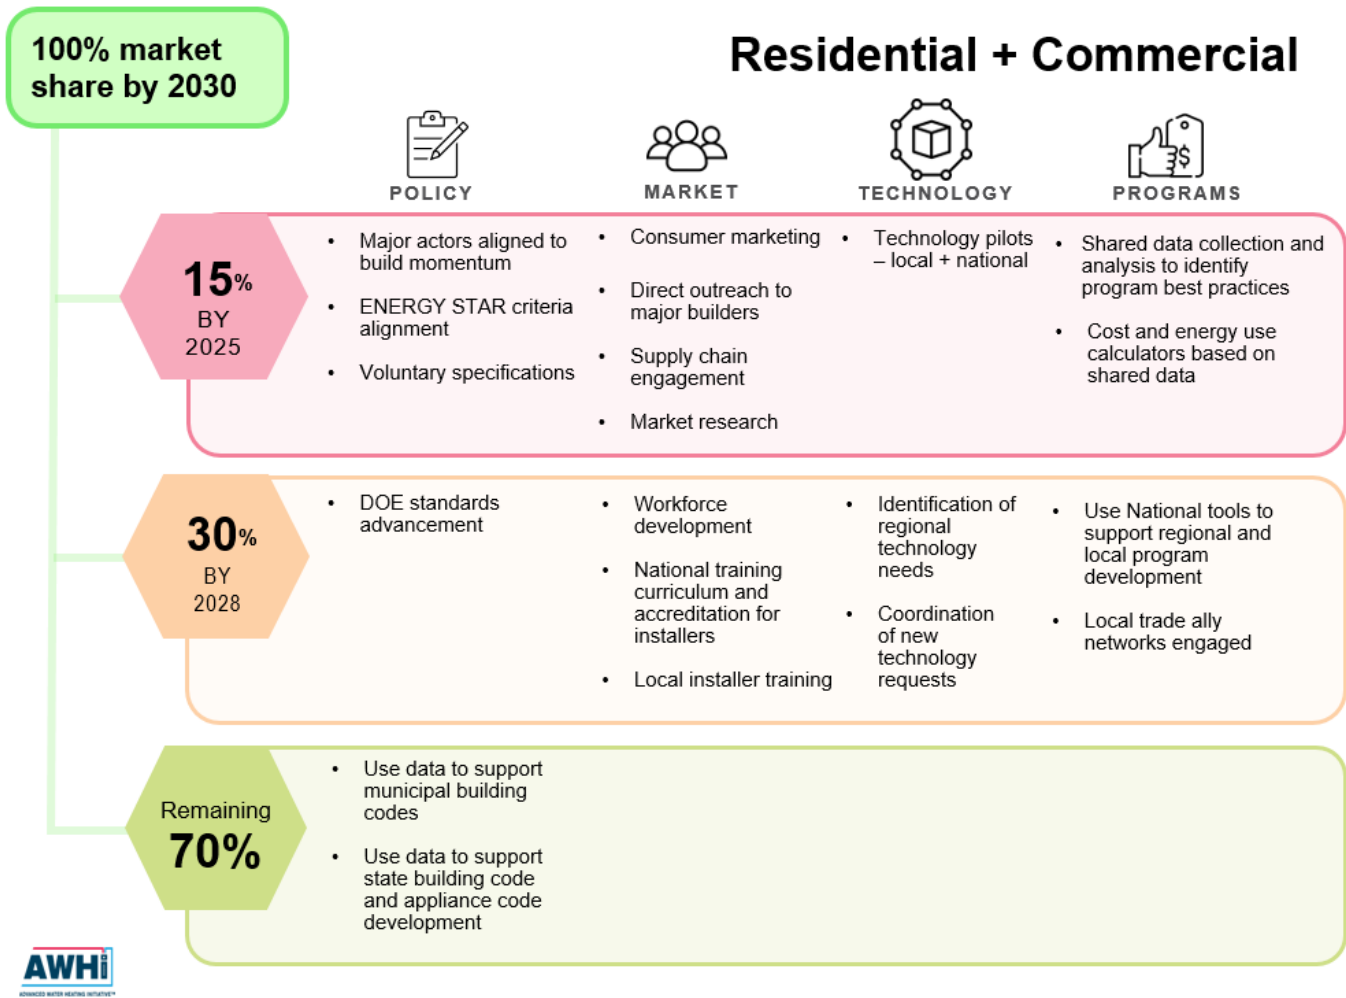 100% market
share by 2030
Residential + Commercial
POLICY
MARKET
TECHNOLOGY
PROGRAMS
15%
BY
2025
• Major actors aligned to
build momentum
• ENERGY STAR criteria
alignment
• Voluntary specifications
• Consumer marketing
• Direct outreach to
major builders
• Supply chain
engagement
• Market research
• Technology pilots
– local + national
• Shared data collection and
analysis to identify
program best practices
• Cost and energy use
calculators based on
shared data
30%
BY
2028
• DOE standards
advancement
• Workforce
development
• National training
curriculum and
accreditation for
installers
• Local installer training
• Identification of
regional
technology
needs
• Coordination
of new
technology
requests
• Use National tools to
support regional and
local program
development
• Local trade ally
networks engaged
Remaining
70%
• Use data to support
municipal building
codes
• Use data to support
state building code
and appliance code
development
$
AWHi
ADVANCED WATER HEATING INITIATIVE™